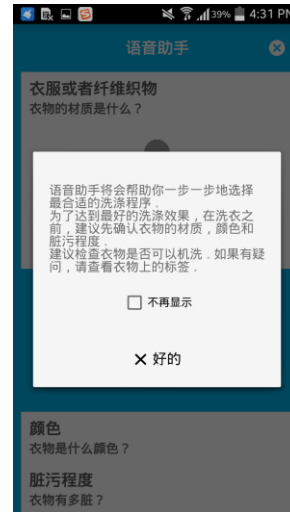 39% 4:31 PM
语音助手
衣服或者纤维织物
衣物的材质是什么？
语音助手将会帮助你一步一步地选择
最合适的洗涤程序．
为了达到最好的洗涤效果，在洗衣之
前，建议先确认衣物的材质，颜色和
脏污程度．
建议检查衣物是否可以机洗．如果有疑
问，请查看衣物上的标签．
不再显示
好的
颜色
衣物是什么颜色？
脏污程度
衣物有多脏？